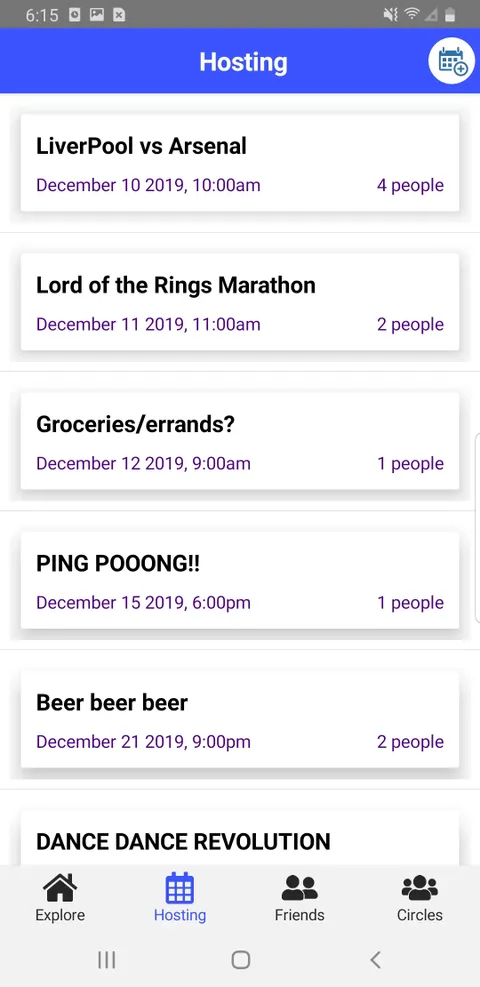 6:15
Hosting
LiverPool vs Arsenal
December 10 2019, 10:00am 4 people
Lord of the Rings Marathon
December 11 2019, 11:00am 2 people
Groceries/errands?
December 12 2019, 9:00am 1 people
PING POOONG!!
December 15 2019, 6:00pm 1 people
Beer beer beer
December 21 2019, 9:00pm 2 people
DANCE DANCE REVOLUTION
Explore Hosting Friends Circles